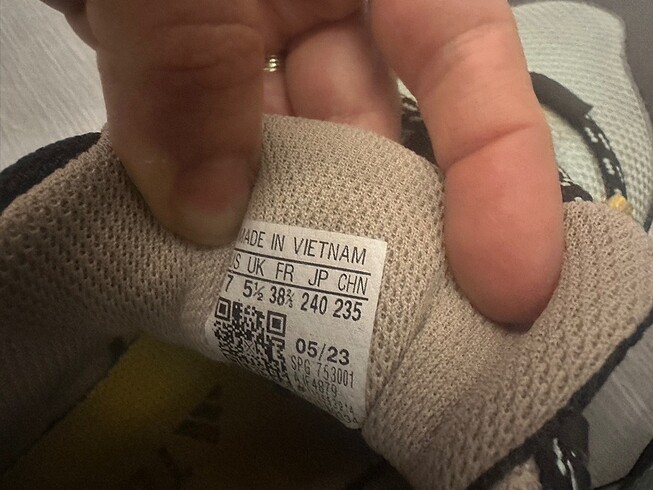 MADE IN VIETNAM
US UK FR JP CHN
7 5½ 38⅔ 240 235
05/23
SPG 753001